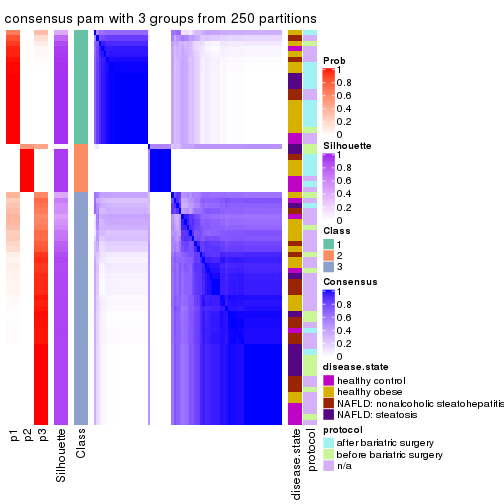 consensus pam with 3 groups from 250 partitions
Prob
1
0.8
0.6
0.4
0.2
0
Silhouette
1
0.8
0.6
0.4
0.2
0
Class
1
2
3
Consensus
1
0.8
0.6
0.4
0.2
0
disease.state
healthy control
healthy obese
NAFLD: nonalcoholic steatohepatitis
NAFLD: steatosis
protocol
after bariatric surgery
before bariatric surgery
n/a
p1
p2
p3
Silhouette
Class
disease.state
protocol